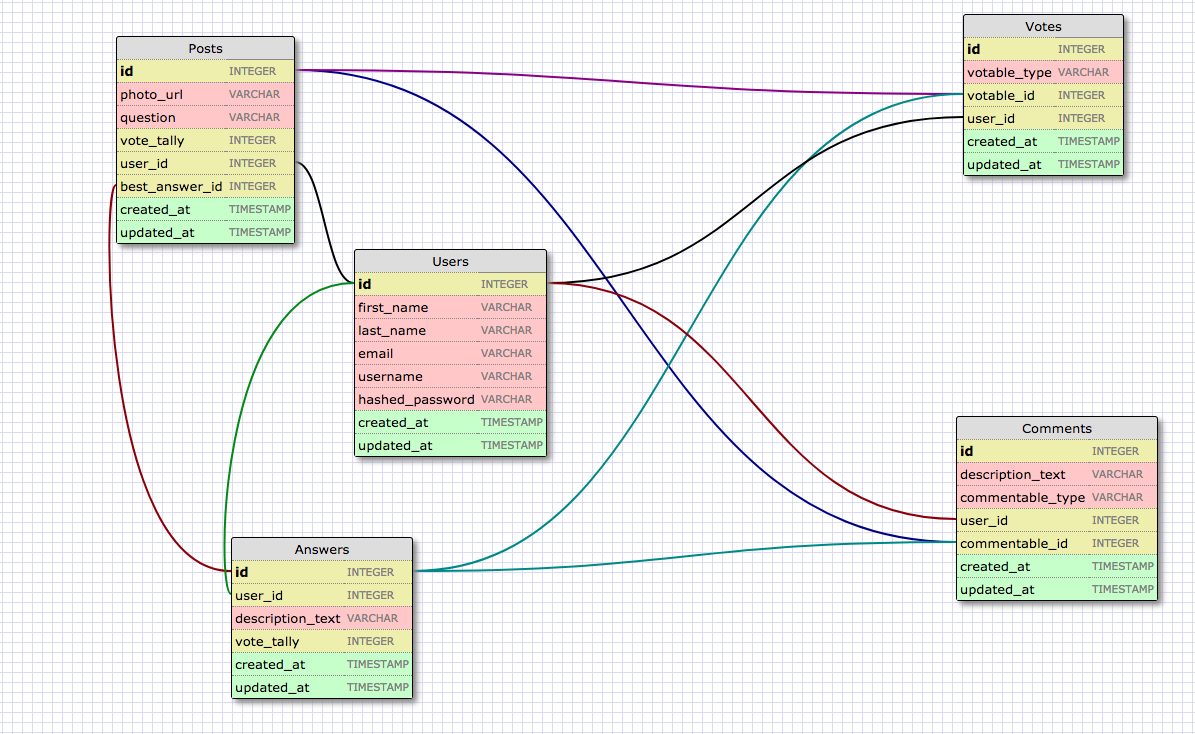 Posts
id INTEGER
photo_url VARCHAR
question VARCHAR
vote_tally INTEGER
user_id INTEGER
best_answer_id INTEGER
created_at TIMESTAMP
updated_at TIMESTAMP
Users
id INTEGER
first_name VARCHAR
last_name VARCHAR
email VARCHAR
username VARCHAR
hashed_password VARCHAR
created_at TIMESTAMP
updated_at TIMESTAMP
Answers
id INTEGER
user_id INTEGER
description_text VARCHAR
vote_tally INTEGER
created_at TIMESTAMP
updated_at TIMESTAMP
Votes
id INTEGER
votable_type VARCHAR
votable_id INTEGER
user_id INTEGER
created_at TIMESTAMP
updated_at TIMESTAMP
Comments
id INTEGER
description_text VARCHAR
commentable_type VARCHAR
user_id INTEGER
commentable_id INTEGER
created_at TIMESTAMP
updated_at TIMESTAMP